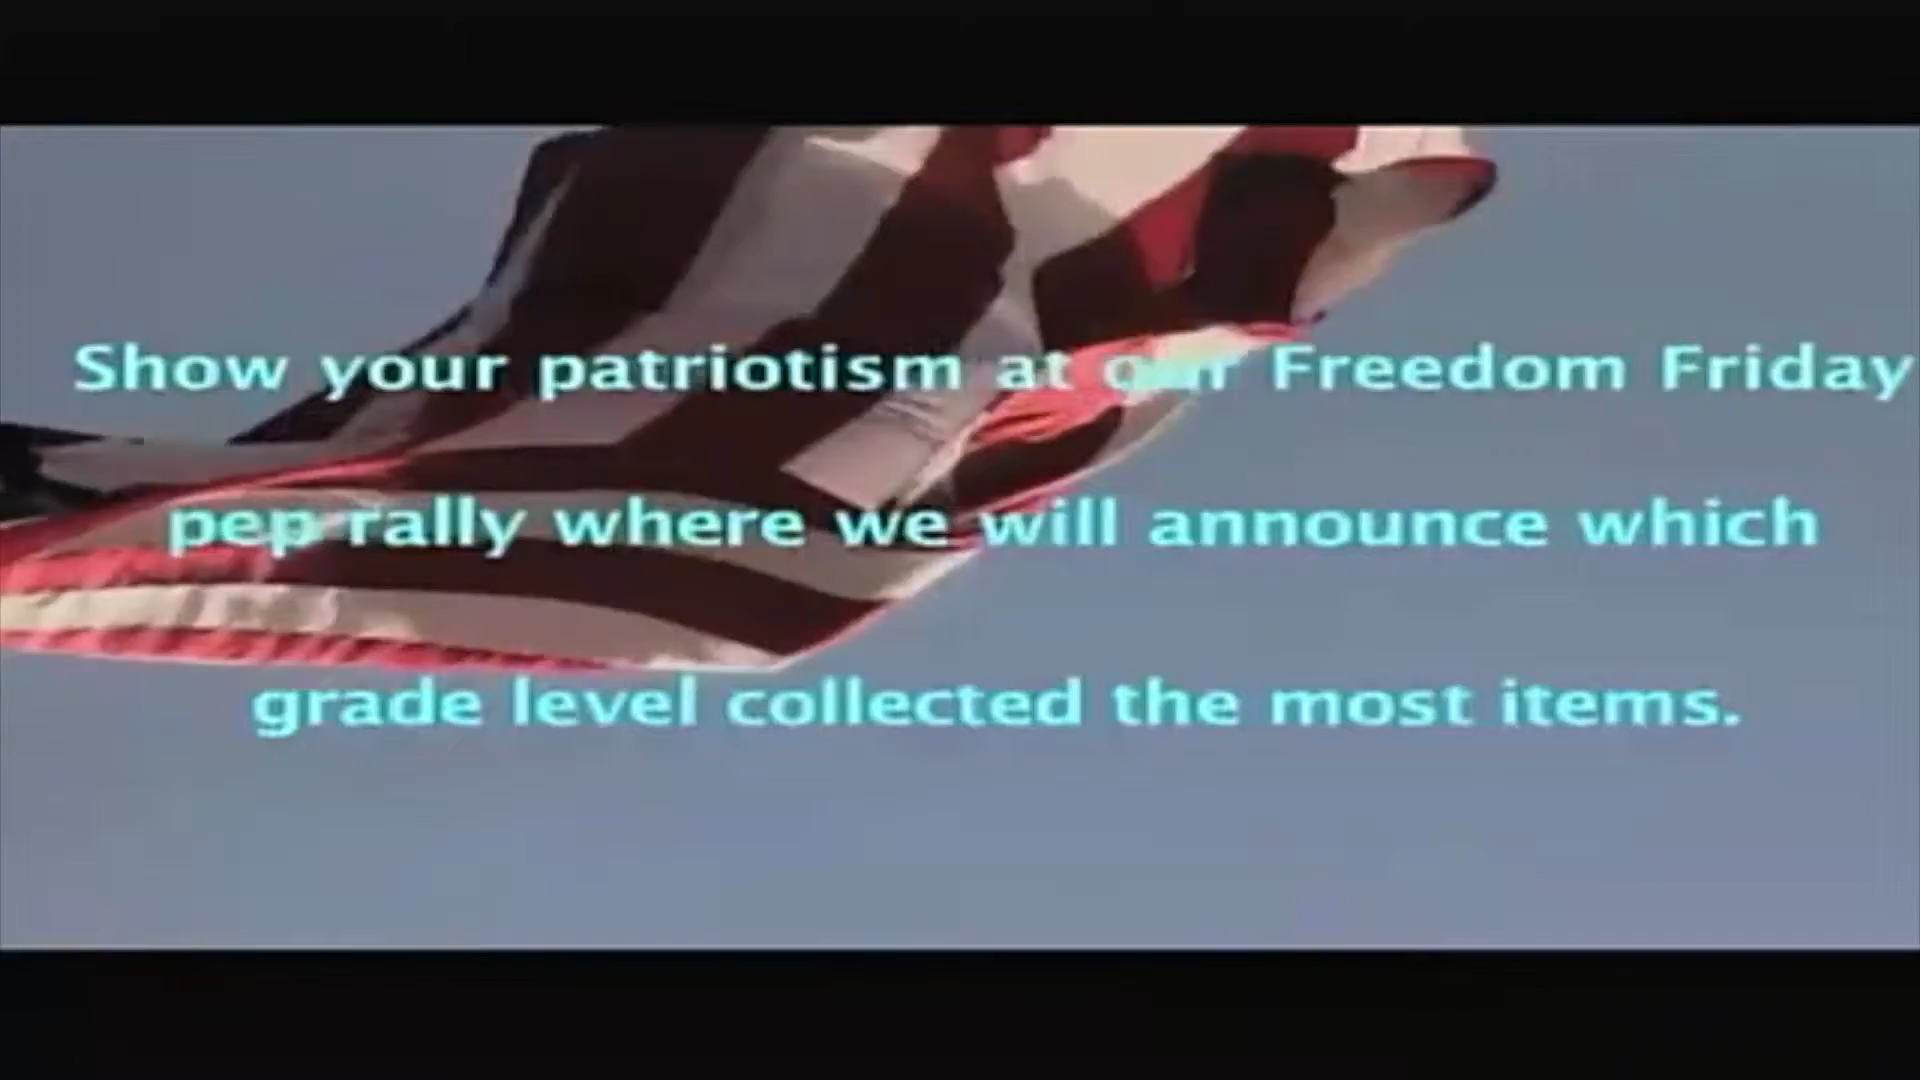 Show your patriotism at our Freedom Friday
pep rally where we will announce which
grade level collected the most items.